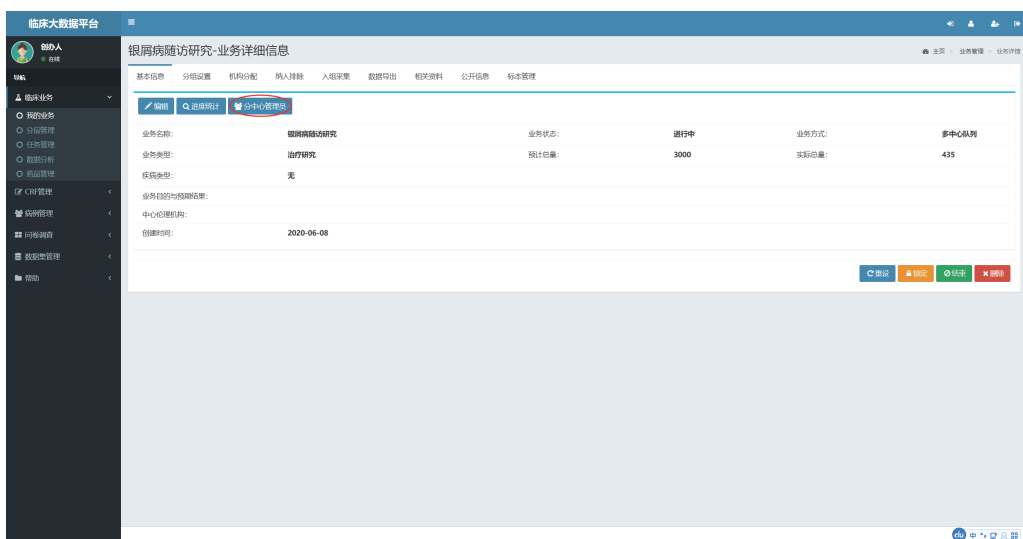 临床大数据平台
创办人
在线
导航
临床业务
我的业务
分层管理
任务管理
数据分析
药品管理
CRF管理
病例管理
问卷调查
数据集管理
帮助
银屑病随访研究-业务详细信息
主页 > 业务管理 > 业务详情
基本信息 分组设置 机构分配 纳入排除 入组采集 数据导出 相关资料 公开信息 标本管理
编辑 进度统计 分中心管理员
业务名称: 银屑病随访研究 业务状态: 进行中 业务方式: 多中心队列
业务类型: 治疗研究 预计总量: 3000 实际总量: 435
疾病类型: 无
业务目的与预期结果:
中心伦理机构:
创建时间: 2020-06-08
重设 锁定 结束 删除
中